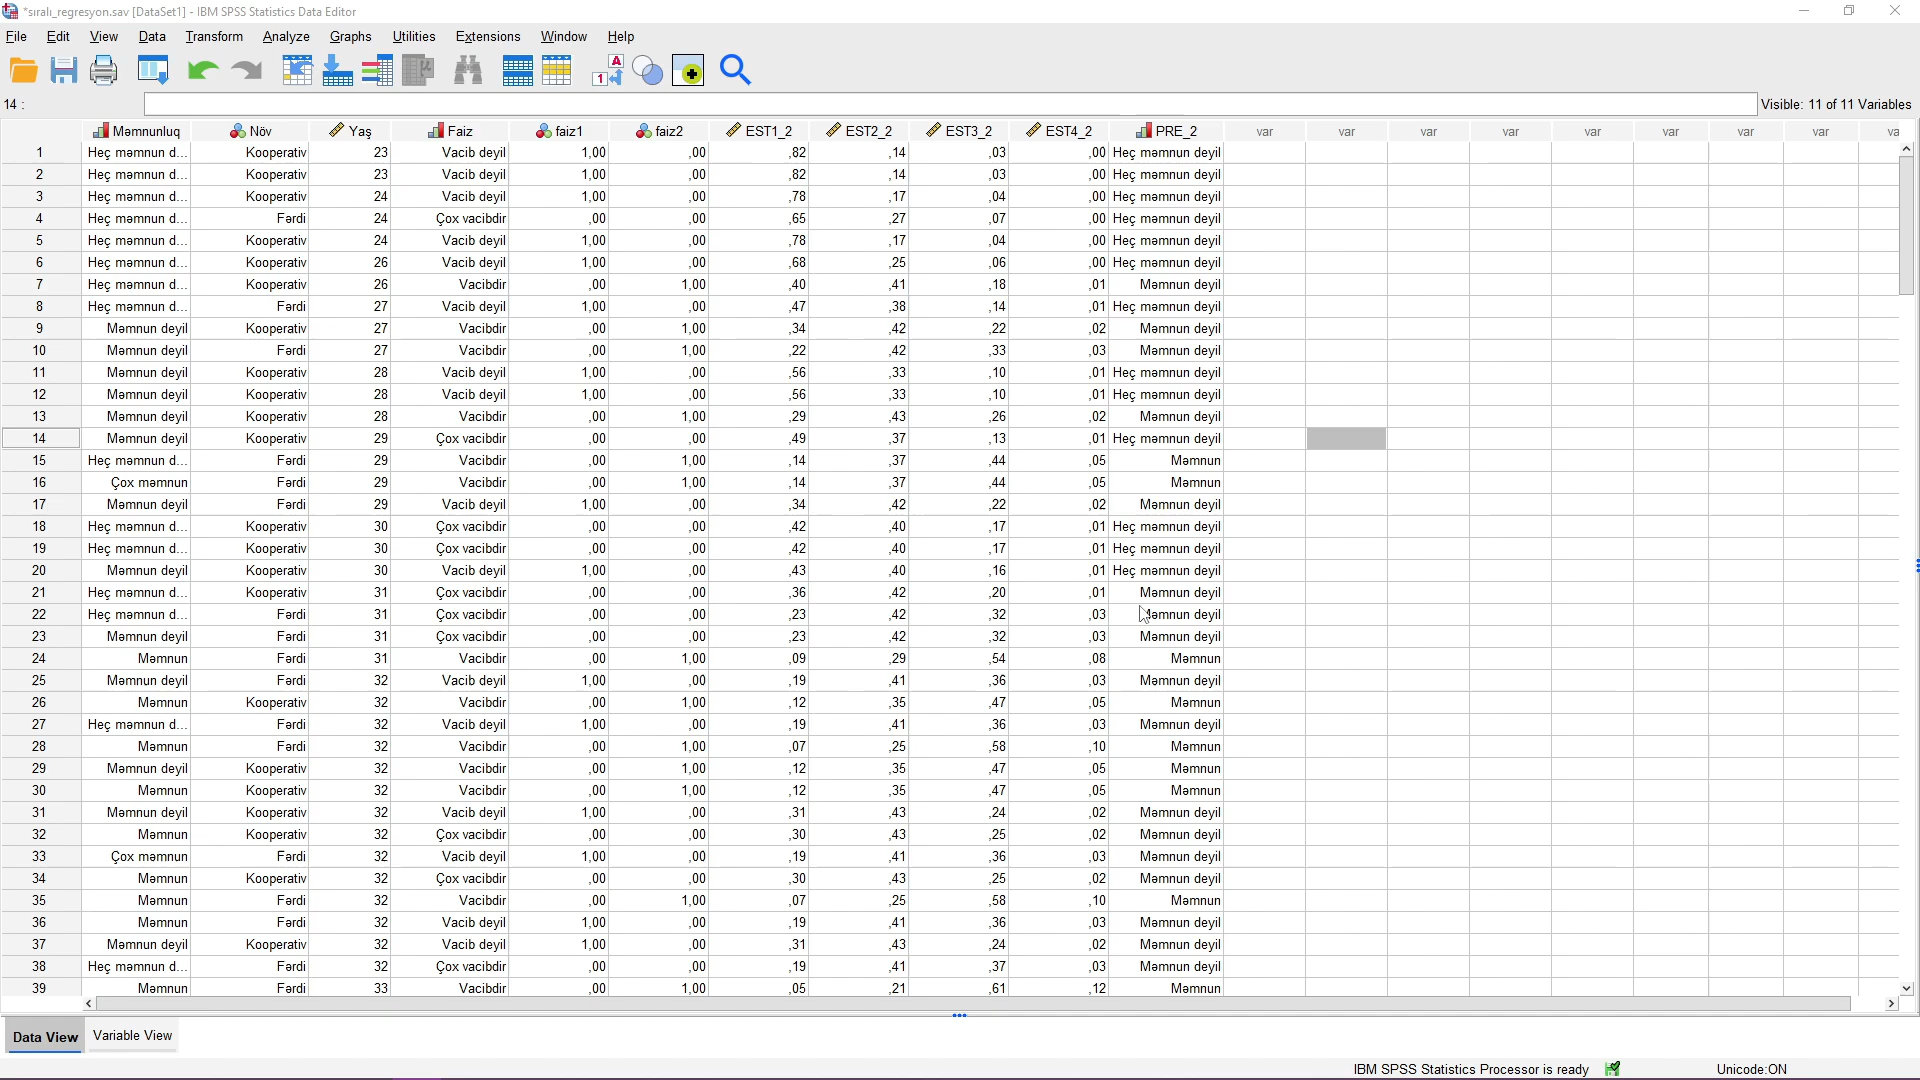 *sıralı_regresyon.sav [DataSet1] - IBM SPSS Statistics Data Editor
File Edit View Data Transform Analyze Graphs Utilities Extensions Window Help
14 : Visible: 11 of 11 Variables
Məmnunluq Növ Yaş Faiz faiz1 faiz2 EST1_2 EST2_2 EST3_2 EST4_2 PRE_2 var var var var var var var var va
1 Heç məmnun d... Kooperativ 23 Vacib deyil 1,00 ,00 ,82 ,14 ,03 ,00 Heç məmnun deyil
2 Heç məmnun d... Kooperativ 23 Vacib deyil 1,00 ,00 ,82 ,14 ,03 ,00 Heç məmnun deyil
3 Heç məmnun d... Kooperativ 24 Vacib deyil 1,00 ,00 ,78 ,17 ,04 ,00 Heç məmnun deyil
4 Heç məmnun d... Fərdi 24 Çox vacibdir ,00 ,00 ,65 ,27 ,07 ,00 Heç məmnun deyil
5 Heç məmnun d... Kooperativ 24 Vacib deyil 1,00 ,00 ,78 ,17 ,04 ,00 Heç məmnun deyil
6 Heç məmnun d... Kooperativ 26 Vacib deyil 1,00 ,00 ,68 ,25 ,06 ,00 Heç məmnun deyil
7 Heç məmnun d... Kooperativ 26 Vacibdir ,00 1,00 ,40 ,41 ,18 ,01 Məmnun deyil
8 Heç məmnun d... Fərdi 27 Vacib deyil 1,00 ,00 ,47 ,38 ,14 ,01 Heç məmnun deyil
9 Məmnun deyil Kooperativ 27 Vacibdir ,00 1,00 ,34 ,42 ,22 ,02 Məmnun deyil
10 Məmnun deyil Fərdi 27 Vacibdir ,00 1,00 ,22 ,42 ,33 ,03 Məmnun deyil
11 Məmnun deyil Kooperativ 28 Vacib deyil 1,00 ,00 ,56 ,33 ,10 ,01 Heç məmnun deyil
12 Məmnun deyil Kooperativ 28 Vacib deyil 1,00 ,00 ,56 ,33 ,10 ,01 Heç məmnun deyil
13 Məmnun deyil Kooperativ 28 Vacibdir ,00 1,00 ,29 ,43 ,26 ,02 Məmnun deyil
14 Məmnun deyil Kooperativ 29 Çox vacibdir ,00 ,00 ,49 ,37 ,13 ,01 Heç məmnun deyil
15 Heç məmnun d... Fərdi 29 Vacibdir ,00 1,00 ,14 ,37 ,44 ,05 Məmnun
16 Çox məmnun Fərdi 29 Vacibdir ,00 1,00 ,14 ,37 ,44 ,05 Məmnun
17 Məmnun deyil Fərdi 29 Vacib deyil 1,00 ,00 ,34 ,42 ,22 ,02 Məmnun deyil
18 Heç məmnun d... Kooperativ 30 Çox vacibdir ,00 ,00 ,42 ,40 ,17 ,01 Heç məmnun deyil
19 Heç məmnun d... Kooperativ 30 Çox vacibdir ,00 ,00 ,42 ,40 ,17 ,01 Heç məmnun deyil
20 Məmnun deyil Kooperativ 30 Vacib deyil 1,00 ,00 ,43 ,40 ,16 ,01 Heç məmnun deyil
21 Heç məmnun d... Kooperativ 31 Çox vacibdir ,00 ,00 ,36 ,42 ,20 ,01 Məmnun deyil
22 Heç məmnun d... Fərdi 31 Çox vacibdir ,00 ,00 ,23 ,42 ,32 ,03 Məmnun deyil
23 Məmnun deyil Fərdi 31 Çox vacibdir ,00 ,00 ,23 ,42 ,32 ,03 Məmnun deyil
24 Məmnun Fərdi 31 Vacibdir ,00 1,00 ,09 ,29 ,54 ,08 Məmnun
25 Məmnun deyil Fərdi 32 Vacib deyil 1,00 ,00 ,19 ,41 ,36 ,03 Məmnun deyil
26 Məmnun Kooperativ 32 Vacibdir ,00 1,00 ,12 ,35 ,47 ,05 Məmnun
27 Heç məmnun d... Fərdi 32 Vacib deyil 1,00 ,00 ,19 ,41 ,36 ,03 Məmnun deyil
28 Məmnun Fərdi 32 Vacibdir ,00 1,00 ,07 ,25 ,58 ,10 Məmnun
29 Məmnun deyil Kooperativ 32 Vacibdir ,00 1,00 ,12 ,35 ,47 ,05 Məmnun
30 Məmnun Kooperativ 32 Vacibdir ,00 1,00 ,12 ,35 ,47 ,05 Məmnun
31 Məmnun deyil Kooperativ 32 Vacib deyil 1,00 ,00 ,31 ,43 ,24 ,02 Məmnun deyil
32 Məmnun Kooperativ 32 Çox vacibdir ,00 ,00 ,30 ,43 ,25 ,02 Məmnun deyil
33 Çox məmnun Fərdi 32 Vacib deyil 1,00 ,00 ,19 ,41 ,36 ,03 Məmnun deyil
34 Məmnun Kooperativ 32 Çox vacibdir ,00 ,00 ,30 ,43 ,25 ,02 Məmnun deyil
35 Məmnun Fərdi 32 Vacibdir ,00 1,00 ,07 ,25 ,58 ,10 Məmnun
36 Məmnun Fərdi 32 Vacib deyil 1,00 ,00 ,19 ,41 ,36 ,03 Məmnun deyil
37 Məmnun deyil Kooperativ 32 Vacib deyil 1,00 ,00 ,31 ,43 ,24 ,02 Məmnun deyil
38 Heç məmnun d... Fərdi 32 Çox vacibdir ,00 ,00 ,19 ,41 ,37 ,03 Məmnun deyil
39 Məmnun Fərdi 33 Vacibdir ,00 1,00 ,05 ,21 ,61 ,12 Məmnun
Data View Variable View
IBM SPSS Statistics Processor is ready Unicode:ON